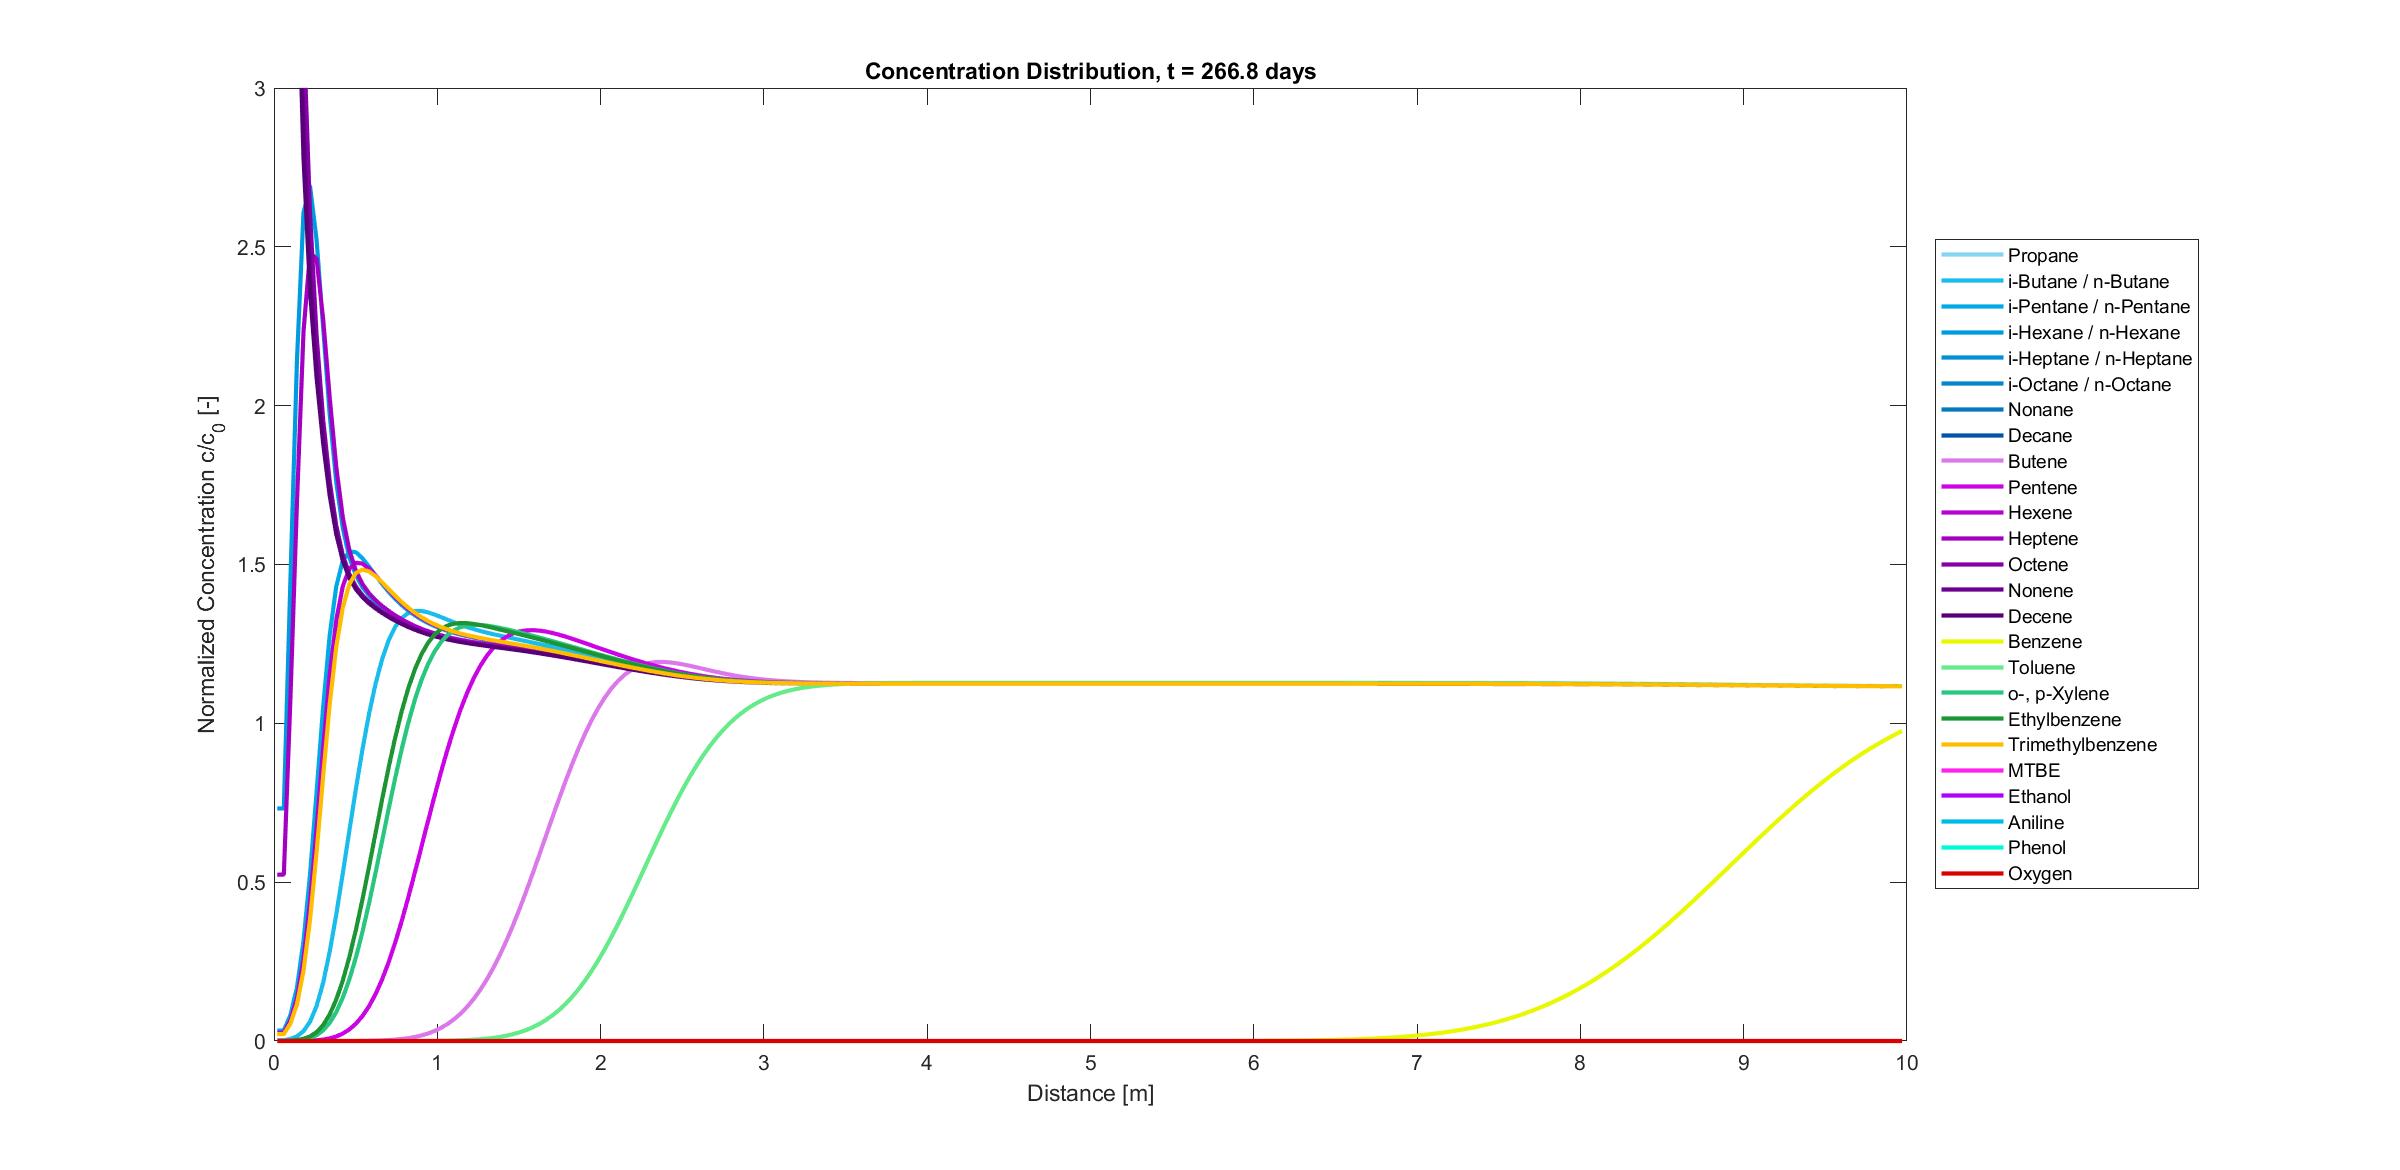 Concentration Distribution, t = 266.8 days
3
2.5
2
1.5
1
0.5
0
Normalized Concentration c/c0 [-]
0 1 2 3 4 5 6 7 8 9 10
Distance [m]
Propane
i-Butane / n-Butane
i-Pentane / n-Pentane
i-Hexane / n-Hexane
i-Heptane / n-Heptane
i-Octane / n-Octane
Nonane
Decane
Butene
Pentene
Hexene
Heptene
Octene
Nonene
Decene
Benzene
Toluene
o-, p-Xylene
Ethylbenzene
Trimethylbenzene
MTBE
Ethanol
Aniline
Phenol
Oxygen